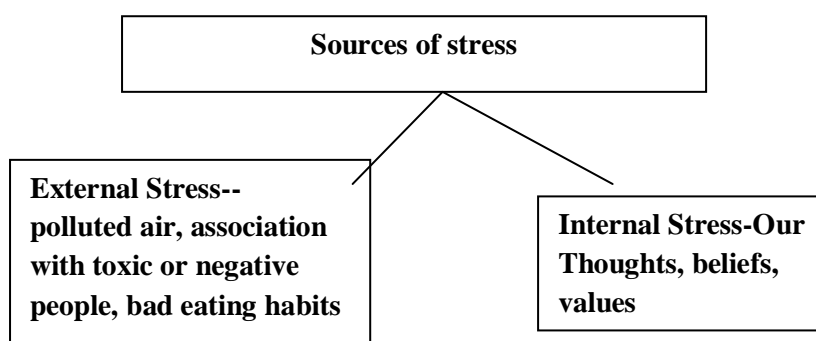 Sources of stress
External Stress--
polluted air, association
with toxic or negative
people, bad eating habits
Internal Stress-Our
Thoughts, beliefs,
values